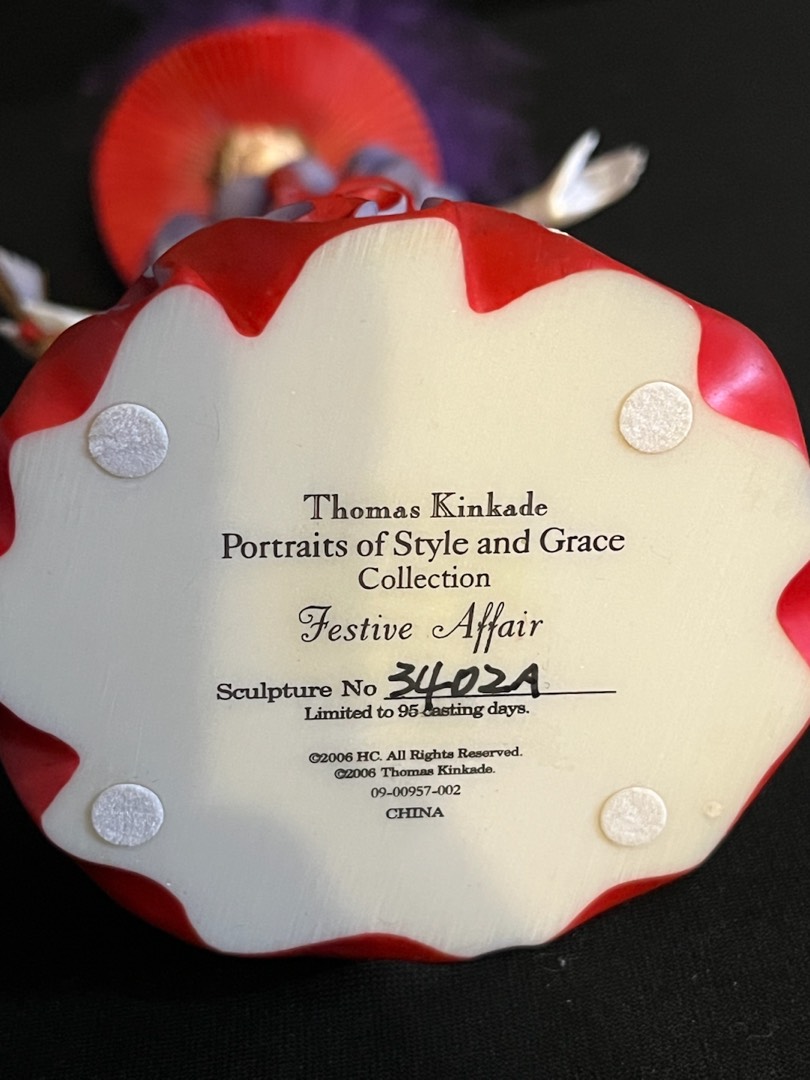 Thomas Kinkade
Portraits of Style and Grace
Collection
Festive Affair
Sculpture No 3402A
Limited to 95 casting days.
©2006 HC. All Rights Reserved.
©2006 Thomas Kinkade.
09-00957-002
CHINA